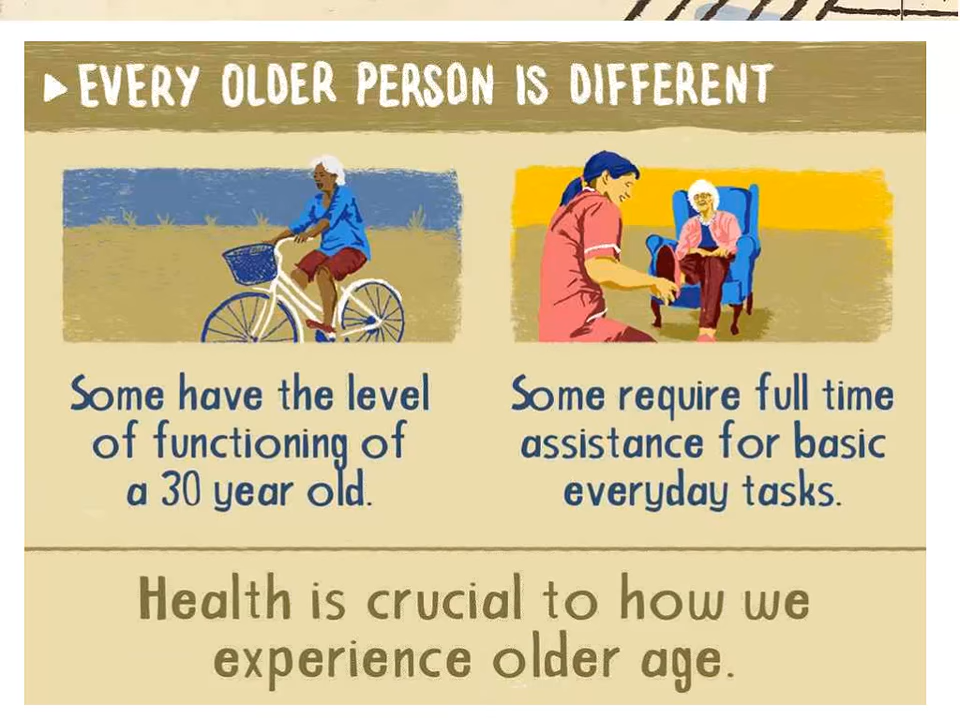 EVERY OLDER PERSON IS DIFFERENT
Some have the level
of functioning of
a 30 year old.
Some require full time
assistance for basic
everyday tasks.
Health is crucial to how we
experience older age.